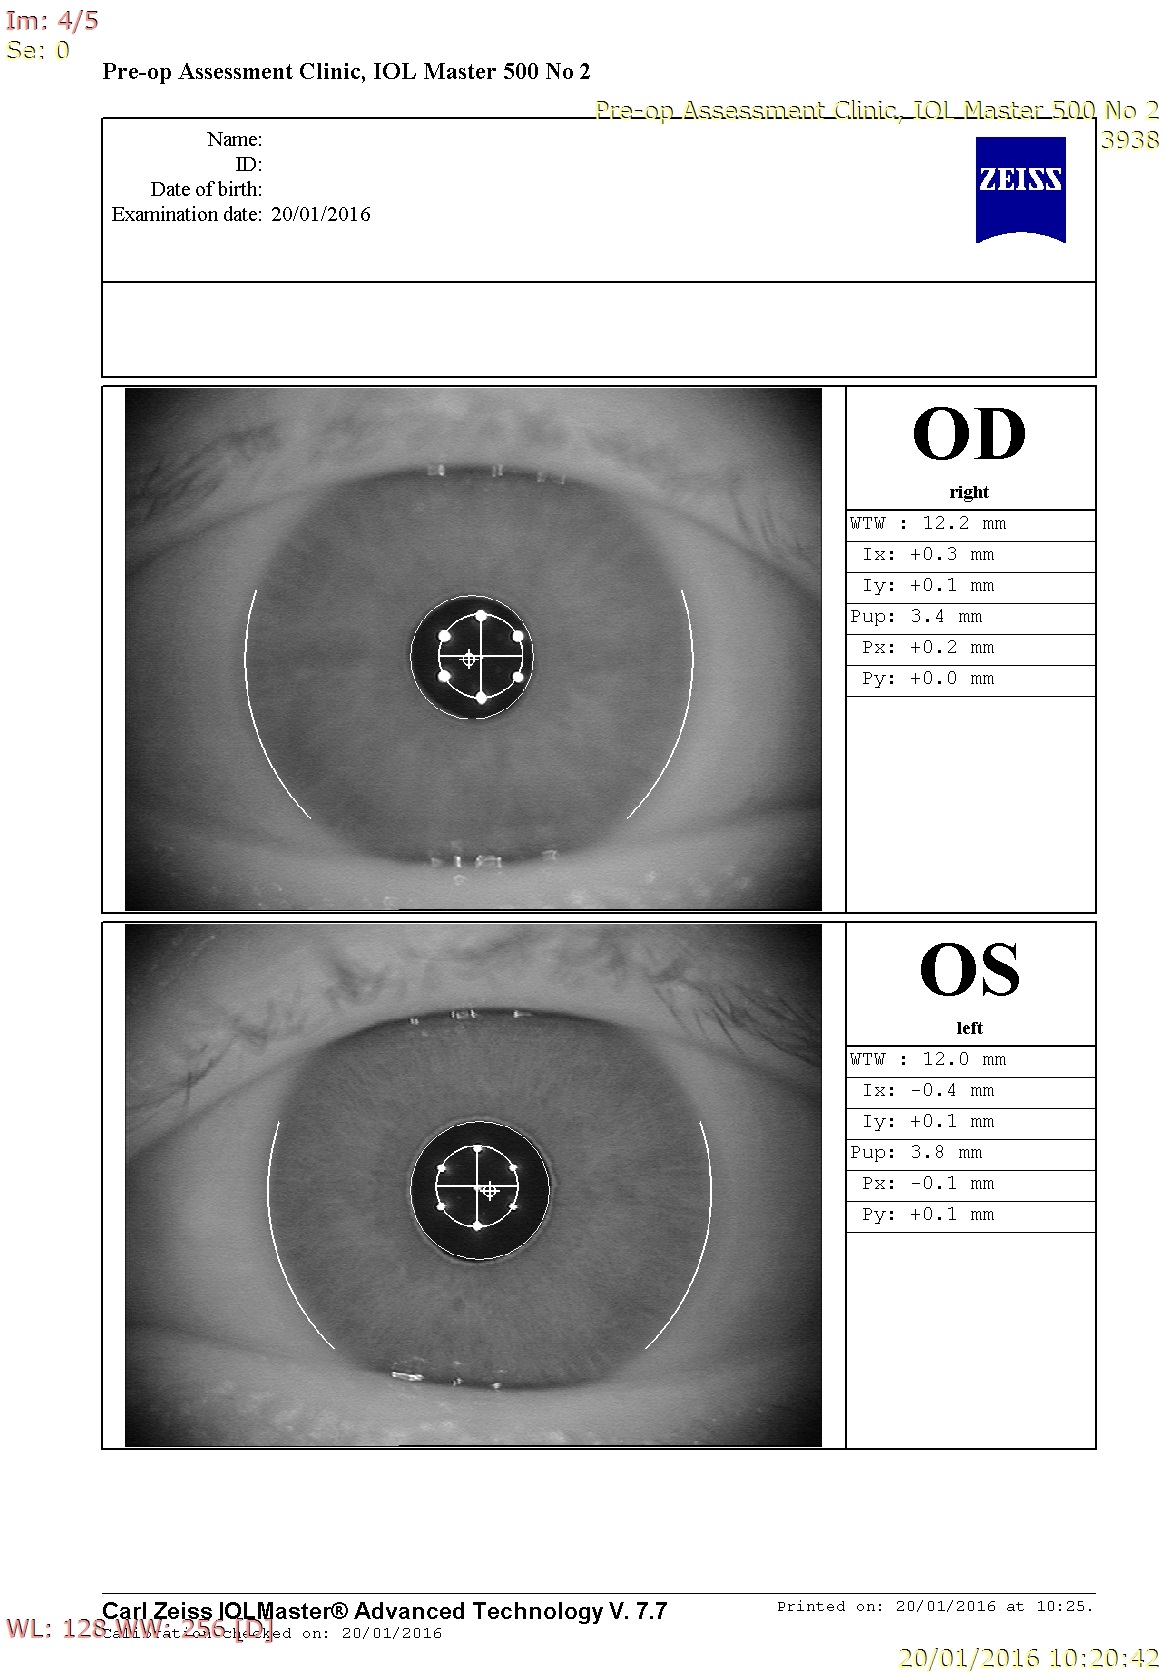 Im: 4/5
Se: 0
Pre-op Assessment Clinic, IOL Master 500 No 2
Pre-op Assessment Clinic, IOL Master 500 No 2
3938
Name:
ID:
Date of birth:
Examination date: 20/01/2016
ZEISS
OD
right
WTW : 12.2 mm
Ix: +0.3 mm
Iy: +0.1 mm
Pup: 3.4 mm
Px: +0.2 mm
Py: +0.0 mm
OS
left
WTW : 12.0 mm
Ix: -0.4 mm
Iy: +0.1 mm
Pup: 3.8 mm
Px: -0.1 mm
Py: +0.1 mm
Carl Zeiss IOLMaster® Advanced Technology V. 7.7
Printed on: 20/01/2016 at 10:25.
WL: 128 WW: 256 [D]
Calibration checked on: 20/01/2016
20/01/2016 10:20:42